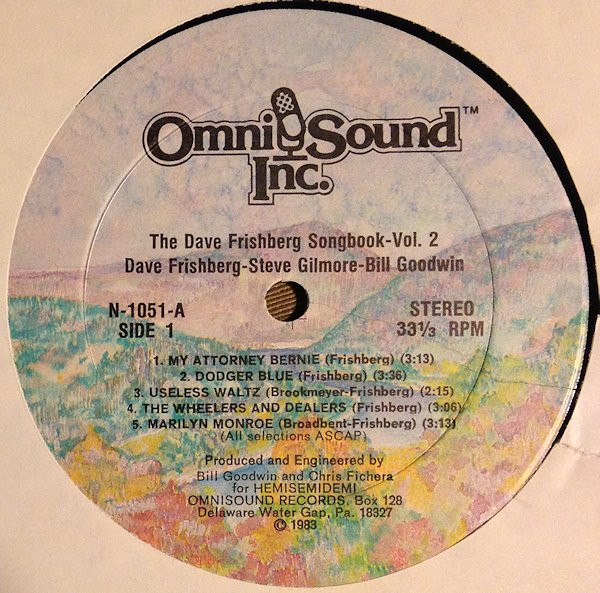 Omni Sound™
Inc.
The Dave Frishberg Songbook-Vol. 2
Dave Frishberg-Steve Gilmore-Bill Goodwin
N-1051-A STEREO
SIDE 1 33⅓ RPM
1. MY ATTORNEY BERNIE (Frishberg) (3:13)
2. DODGER BLUE (Frishberg) (3:36)
3. USELESS WALTZ (Brookmeyer-Frishberg) (2:15)
4. THE WHEELERS AND DEALERS (Frishberg) (3:06)
5. MARILYN MONROE (Broadbent-Frishberg) (3:13)
(All selections ASCAP)
Produced and Engineered by
Bill Goodwin and Chris Fichera
for HEMISEMIDEMI
OMNISOUND RECORDS, Box 128
Delaware Water Gap, Pa. 18327
© 1983